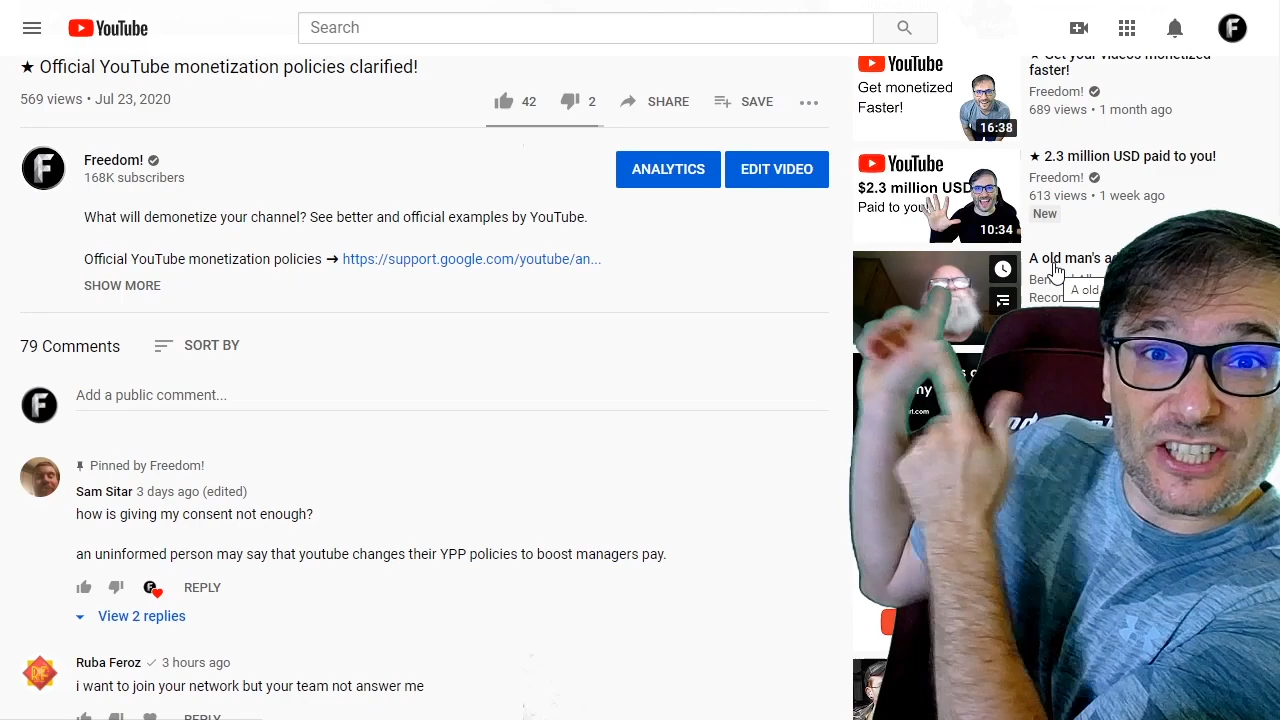 YouTube
Search
F
★ Official YouTube monetization policies clarified!
569 views • Jul 23, 2020
42
2
SHARE
SAVE
F
Freedom!
168K subscribers
ANALYTICS
EDIT VIDEO
What will demonetize your channel? See better and official examples by YouTube.
Official YouTube monetization policies → https://support.google.com/youtube/an...
SHOW MORE
79 Comments
SORT BY
F
Add a public comment...
Pinned by Freedom!
Sam Sitar 3 days ago (edited)
how is giving my consent not enough?
an uninformed person may say that youtube changes their YPP policies to boost managers pay.
F
REPLY
View 2 replies
Ruba Feroz 3 hours ago
i want to join your network but your team not answer me
REPLY
YouTube
Get monetized
Faster!
16:38
★ Get your videos monetized
faster!
Freedom!
689 views • 1 month ago
YouTube
$2.3 million USD
Paid to you
10:34
★ 2.3 million USD paid to you!
Freedom!
613 views • 1 week ago
New
A old man's
A old